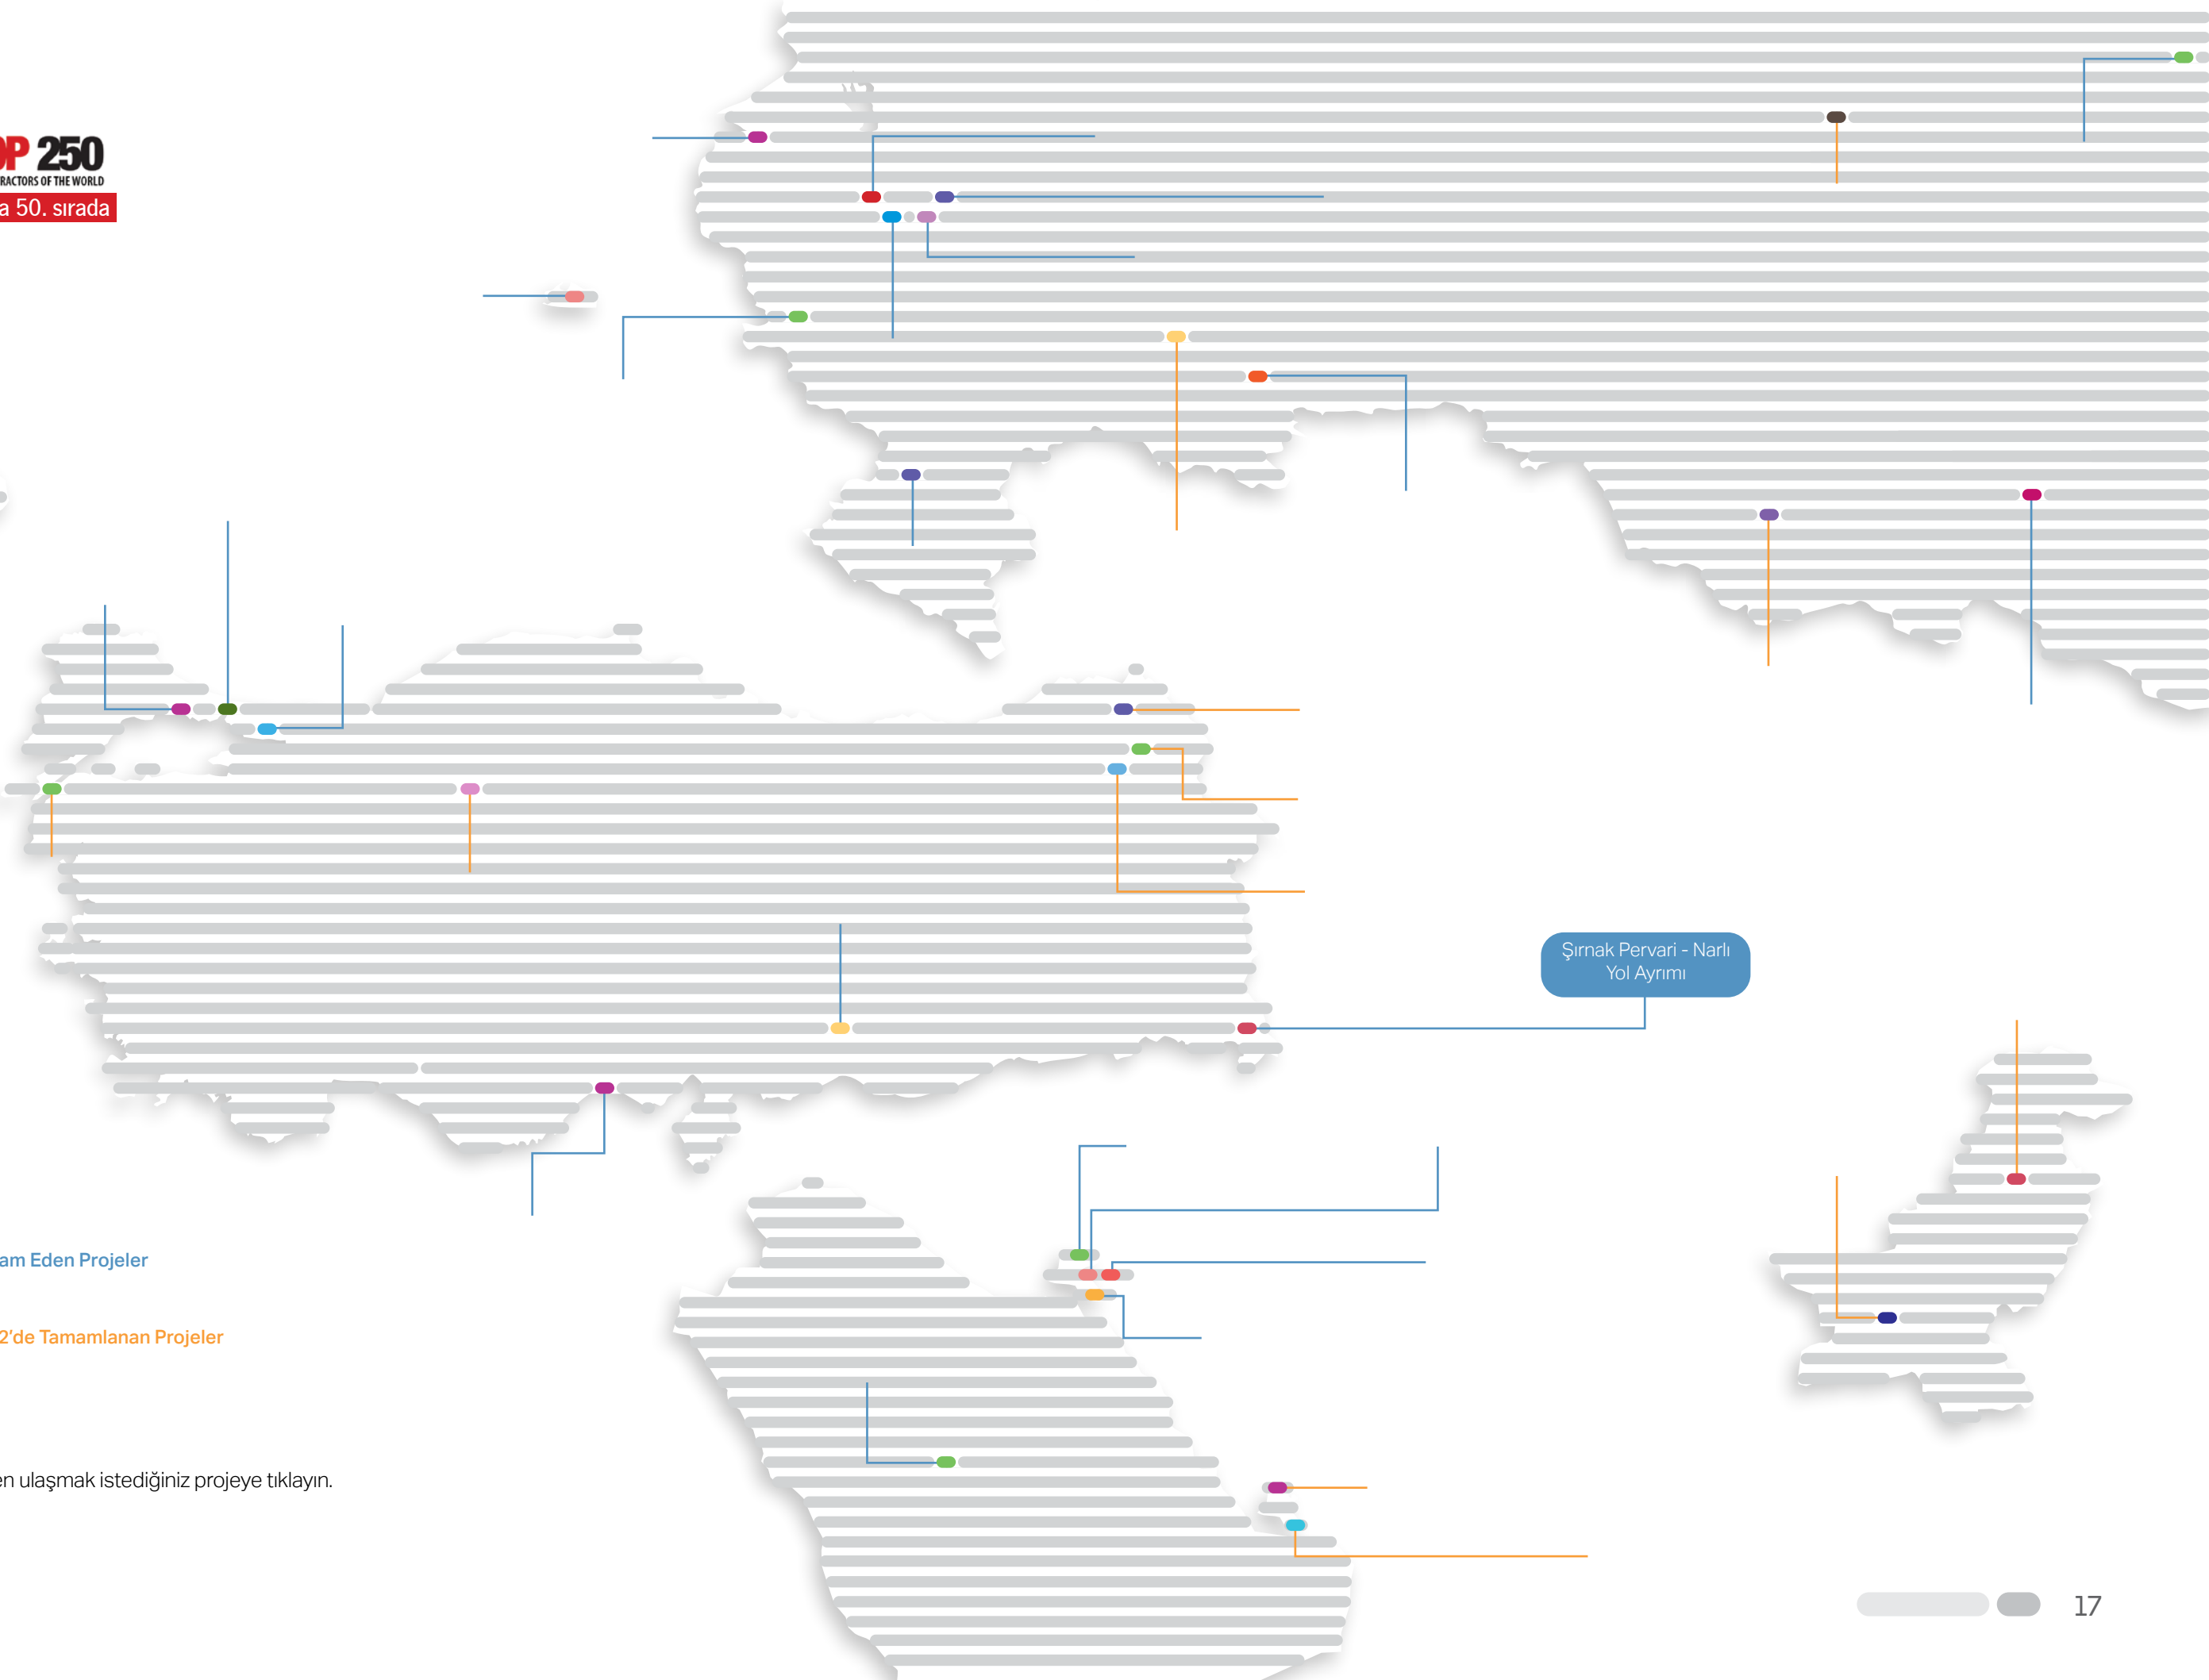 250
OF THE WORLD
a 50. sırada
Şırnak Pervari - Narlı
Yol Ayrımı
am Eden Projeler
2'de Tamamlanan Projeler
en ulaşmak istediğiniz projeye tıklayın.
17